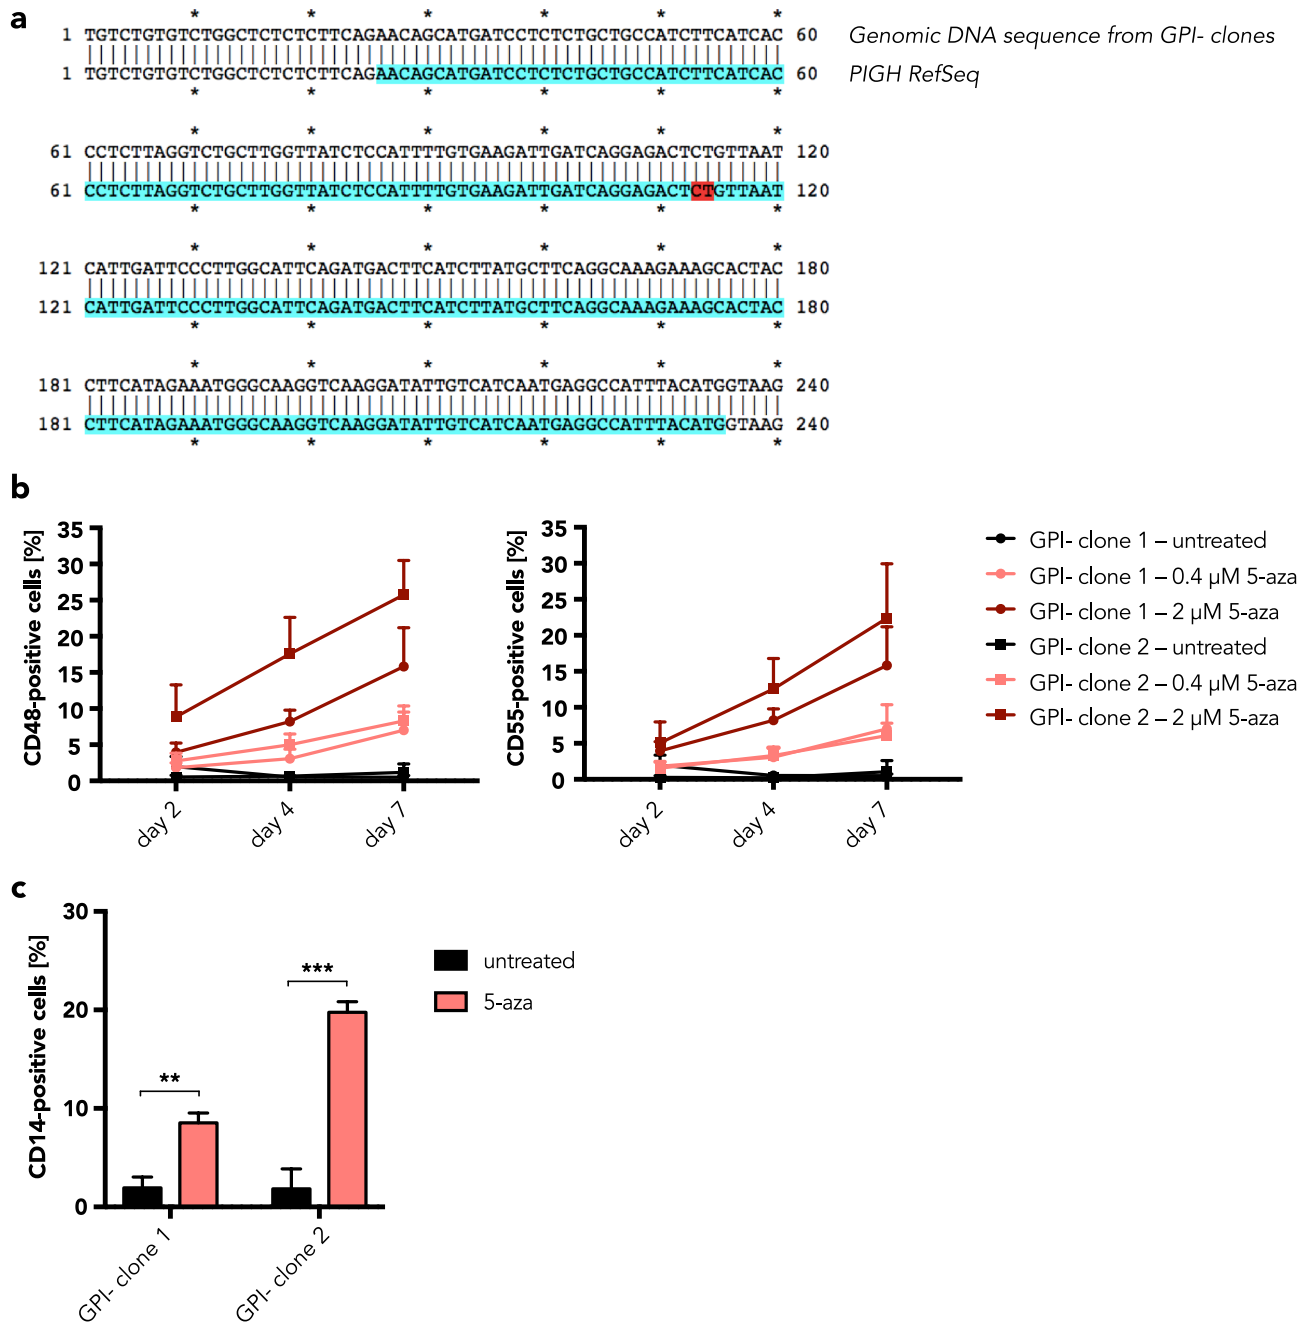 a
* * * * * *
1 TGTCTGTGTCTGGCTCTCTCTTCAGAACAGCATGATCCTCTCTGCTGCCATCTTCATCAC 60 Genomic DNA sequence from GPI- clones
1 TGTCTGTGTCTGGCTCTCTCTTCAGAACAGCATGATCCTCTCTGCTGCCATCTTCATCAC 60 PIGH RefSeq
* * * * * *
* * * * * *
61 CCTCTTAGGTCTGCTTGGTTATCTCCATTTTGTGAAGATTGATCAGGAGACTCTGTTAAT 120
61 CCTCTTAGGTCTGCTTGGTTATCTCCATTTTGTGAAGATTGATCAGGAGACTCTGTTAAT 120
* * * * * *
* * * * * *
121 CATTGATTCCCTTGGCATTCAGATGACTTCATCTTATGCTTCAGGCAAAGAAAGCACTAC 180
121 CATTGATTCCCTTGGCATTCAGATGACTTCATCTTATGCTTCAGGCAAAGAAAGCACTAC 180
* * * * * *
* * * * * *
181 CTTCATAGAAATGGGCAAGGTCAAGGATATTGTCATCAATGAGGCCATTTACATGGTAAG 240
181 CTTCATAGAAATGGGCAAGGTCAAGGATATTGTCATCAATGAGGCCATTTACATGGTAAG 240
* * * * * *
b
CD48-positive cells [%]
35
30
25
20
15
10
5
0
day 2
day 4
day 7
CD55-positive cells [%]
35
30
25
20
15
10
5
0
day 2
day 4
day 7
GPI- clone 1 – untreated
GPI- clone 1 – 0.4 µM 5-aza
GPI- clone 1 – 2 µM 5-aza
GPI- clone 2 – untreated
GPI- clone 2 – 0.4 µM 5-aza
GPI- clone 2 – 2 µM 5-aza
c
CD14-positive cells [%]
30
20
10
0
**
***
GPI- clone 1
GPI- clone 2
untreated
5-aza